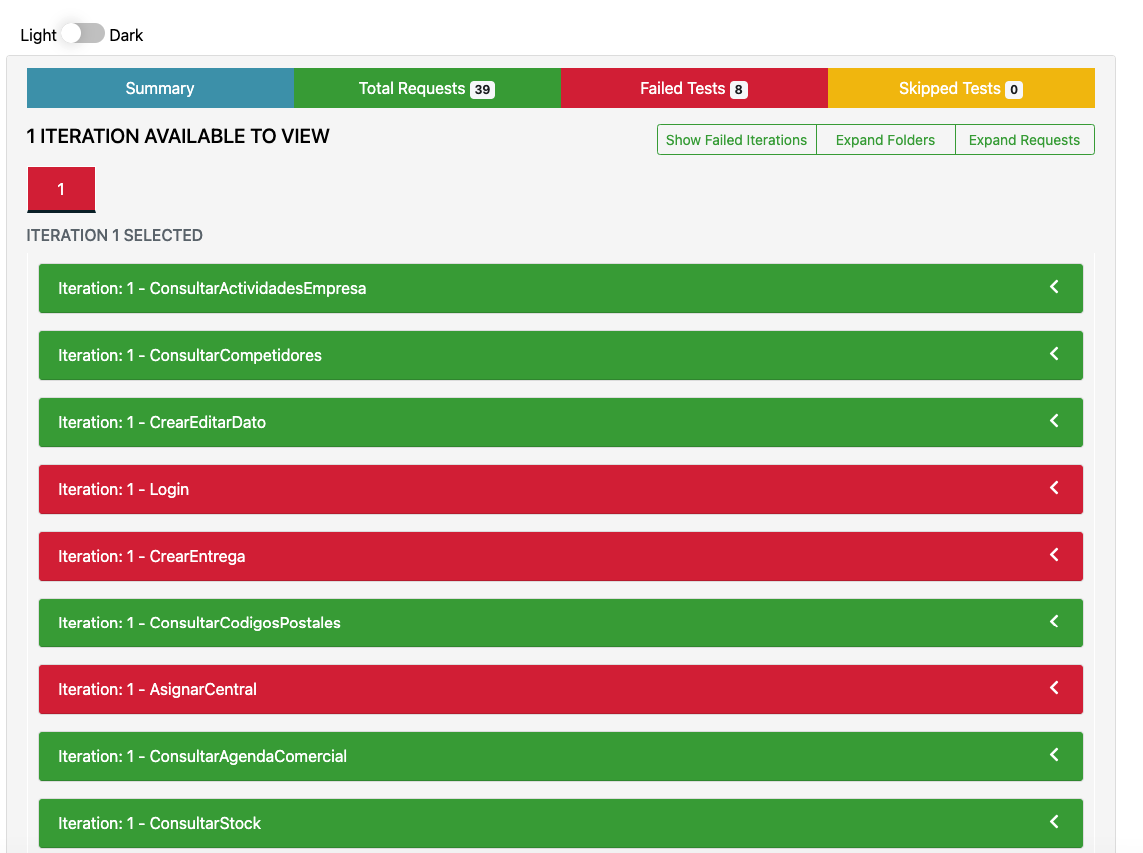 Light Dark
Summary Total Requests 39 Failed Tests 8 Skipped Tests 0
1 ITERATION AVAILABLE TO VIEW
Show Failed Iterations Expand Folders Expand Requests
1
ITERATION 1 SELECTED
Iteration: 1 - ConsultarActividadesEmpresa
Iteration: 1 - ConsultarCompetidores
Iteration: 1 - CrearEditarDato
Iteration: 1 - Login
Iteration: 1 - CrearEntrega
Iteration: 1 - ConsultarCodigosPostales
Iteration: 1 - AsignarCentral
Iteration: 1 - ConsultarAgendaComercial
Iteration: 1 - ConsultarStock